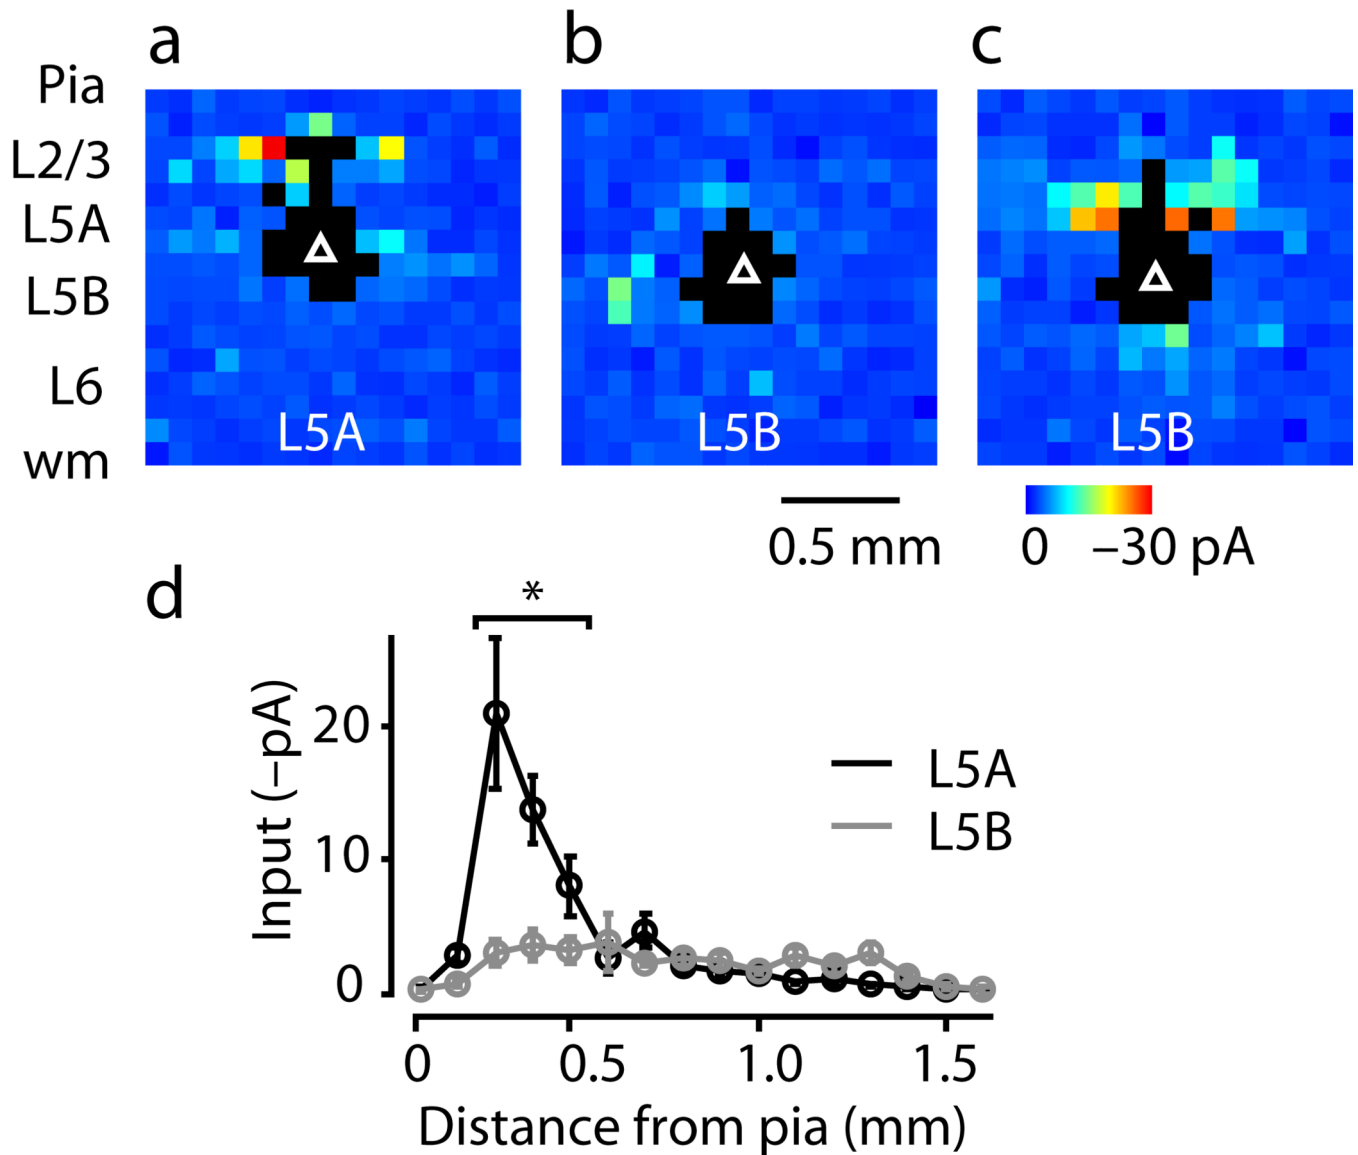 a
b
c
Pia
L2/3
L5A
L5B
L6
wm
L5A
L5B
L5B
0.5 mm
0 –30 pA
d
*
Input (–pA)
20
10
0
L5A
L5B
0 0.5 1.0 1.5
Distance from pia (mm)